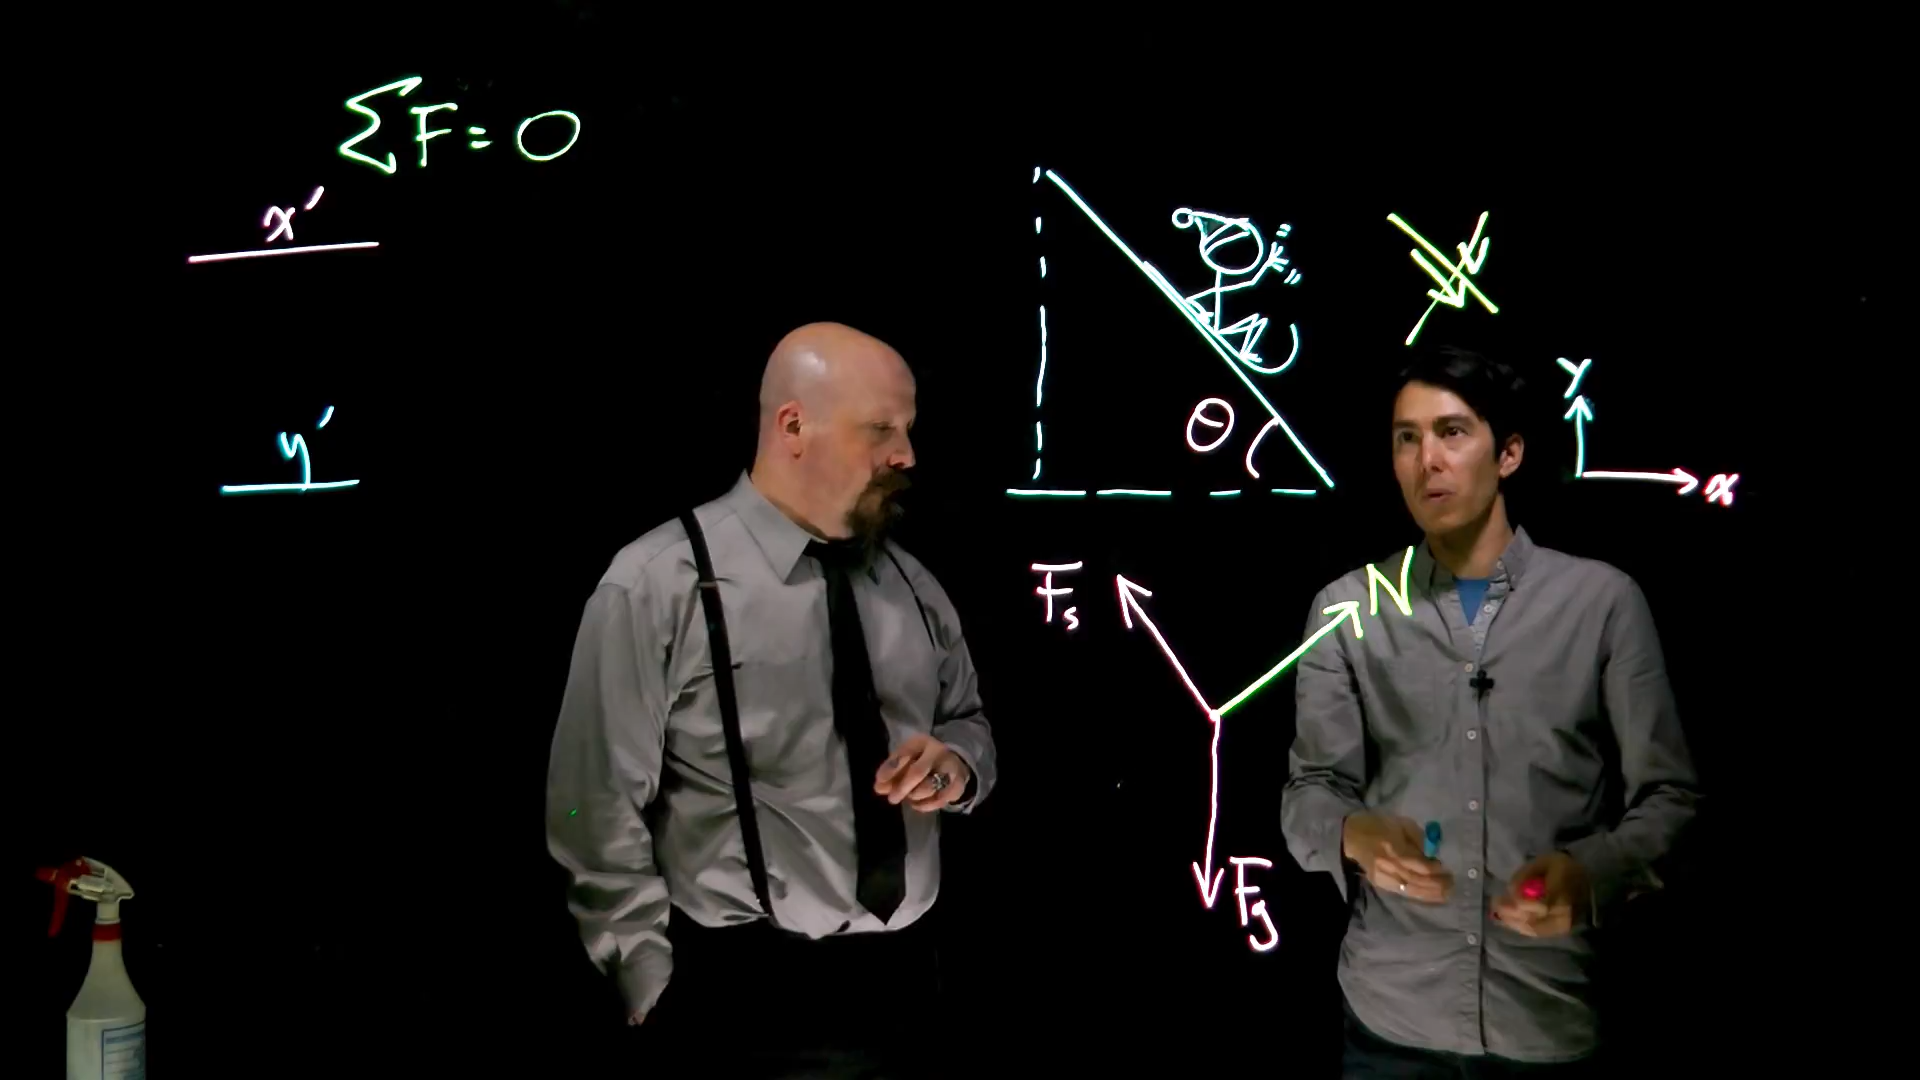 ΣF = 0
x′
y′
θ
Y
x
Fs
N
Fg